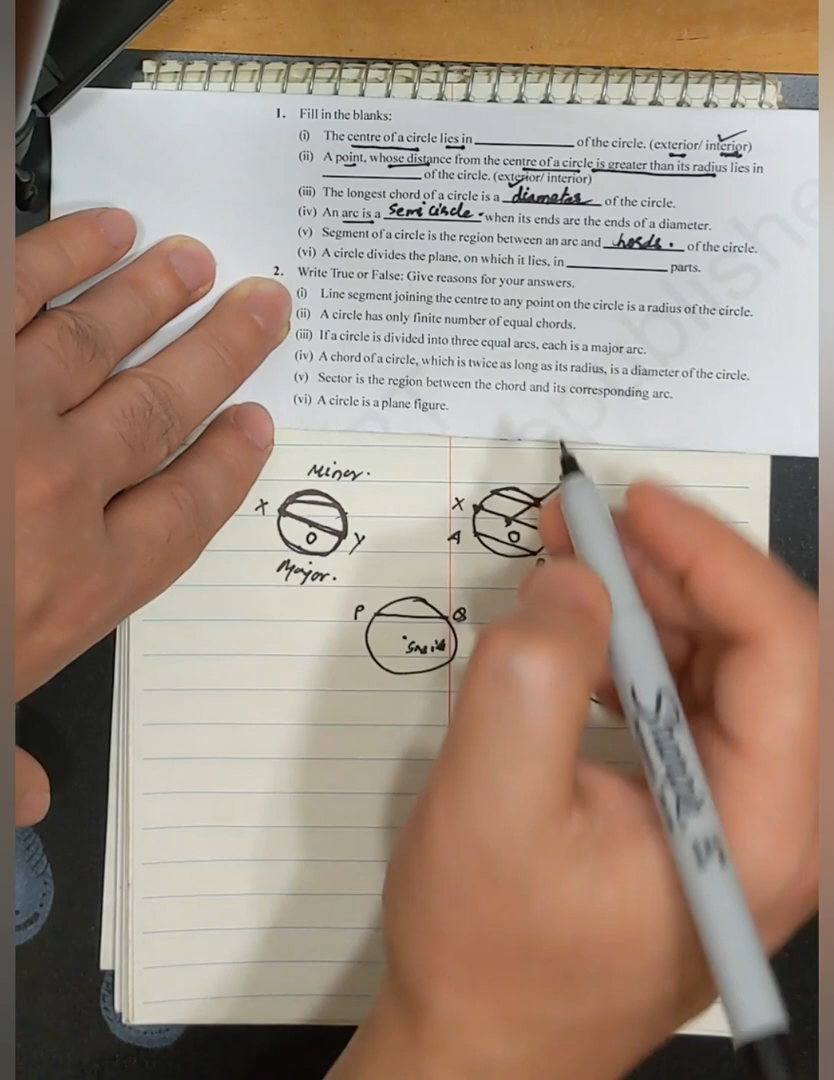 1. Fill in the blanks:
(i) The centre of a circle lies in __________ of the circle. (exterior/ interior)
(ii) A point, whose distance from the centre of a circle is greater than its radius lies in
__________ of the circle. (exterior/ interior)
(iii) The longest chord of a circle is a diameter of the circle.
(iv) An arc is a Semi circle when its ends are the ends of a diameter.
(v) Segment of a circle is the region between an arc and hords. of the circle.
(vi) A circle divides the plane, on which it lies, in __________ parts.
2. Write True or False: Give reasons for your answers.
(i) Line segment joining the centre to any point on the circle is a radius of the circle.
(ii) A circle has only finite number of equal chords.
(iii) If a circle is divided into three equal arcs, each is a major arc.
(iv) A chord of a circle, which is twice as long as its radius, is a diameter of the circle.
(v) Sector is the region between the chord and its corresponding arc.
(vi) A circle is a plane figure.
Minor.
X X
O Y A O
Major.
P Q
Sharpie